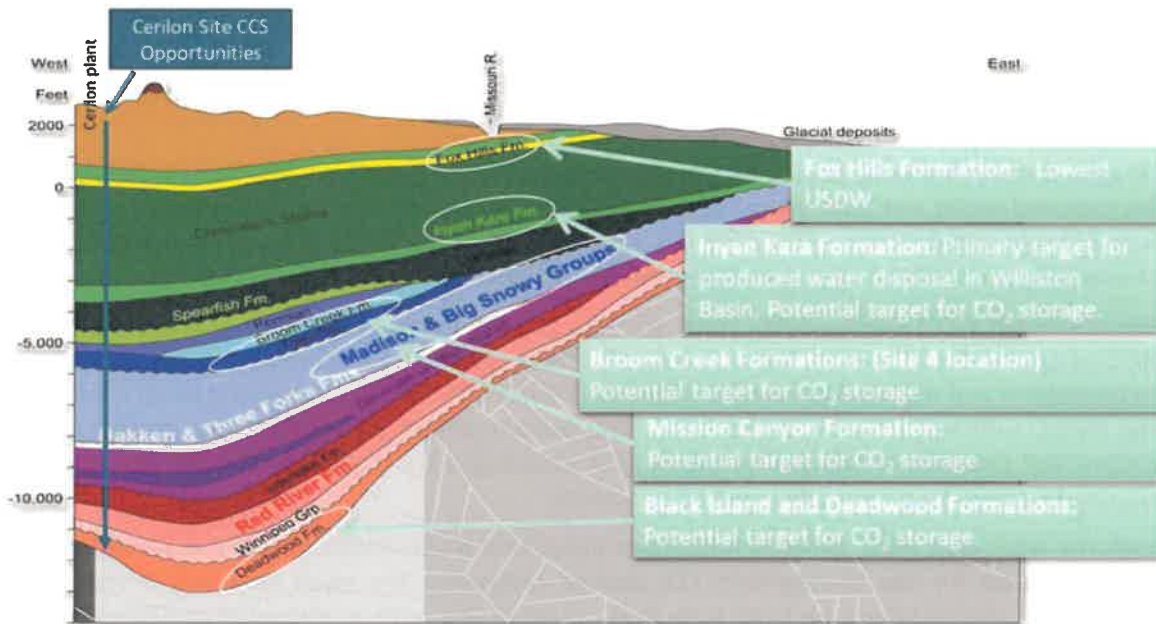 Cerilon Site CCS
Opportunities
West
Feet
Cerilon plant
~ Missouri R.
East
2000
0
-5,000
-10,000
Glacial deposits
Fox Hills Fm.
Inyan Kara Fm.
Spearfish Fm.
Broom Creek Fm.
Madison & Big Snowy Groups
Bakken & Three Forks Fms.
Red River Fm
Winnipeg Grp
Deadwood Fm.
Fox Hills Formation: Lowest
USDW.
Inyan Kara Formation: Primary target for
produced water disposal in Williston
Basin. Potential target for CO₂ storage.
Broom Creek Formations: (Site 4 location)
Potential target for CO₂ storage.
Mission Canyon Formation:
Potential target for CO₂ storage.
Black Island and Deadwood Formations:
Potential target for CO₂ storage.